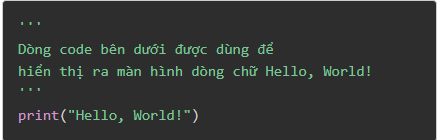 '''
Dòng code bên dưới được dùng để
hiển thị ra màn hình dòng chữ Hello, World!
'''
print("Hello, World!")